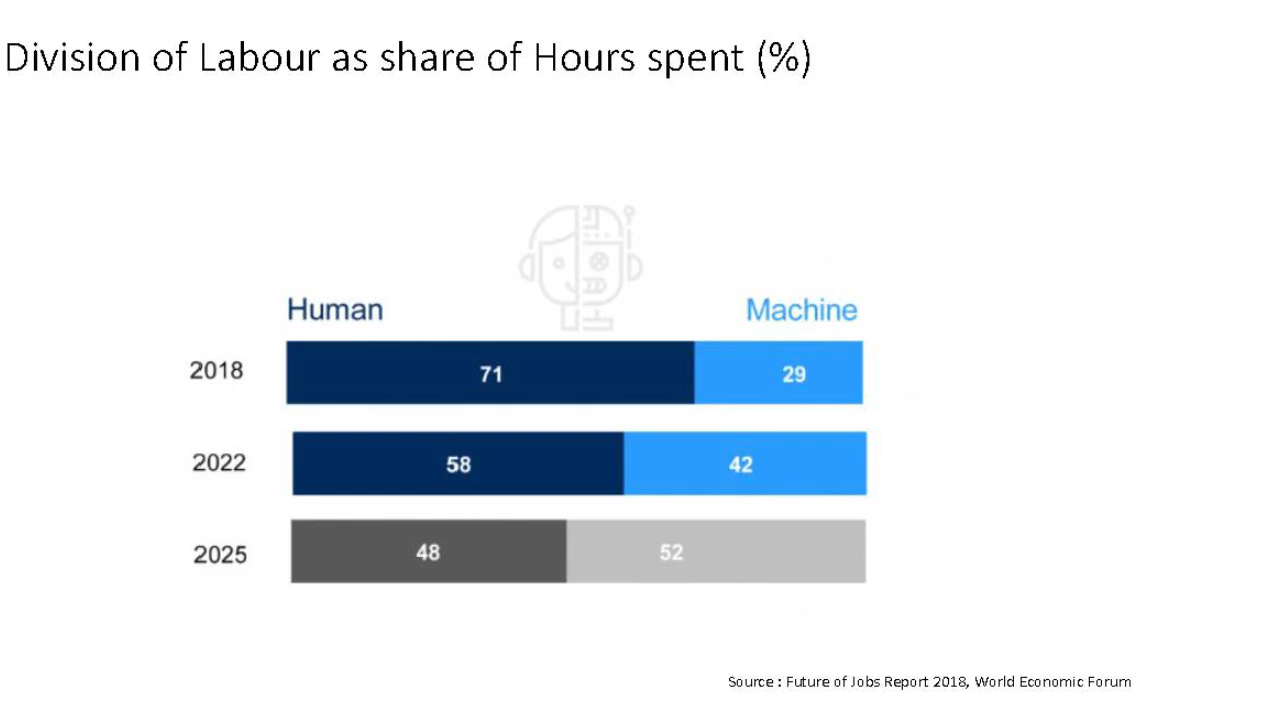 Division of Labour as share of Hours spent (%)
Human Machine
2018 71 29
2022 58 42
2025 48 52
Source : Future of Jobs Report 2018, World Economic Forum